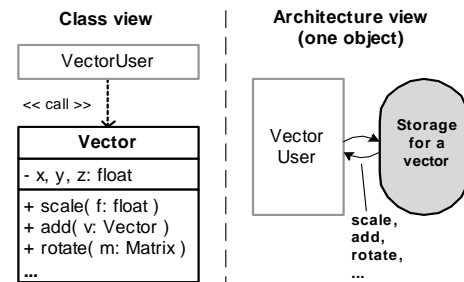 Class view
VectorUser
<< call >>
Vector
- x, y, z: float
+ scale( f: float )
+ add( v: Vector )
+ rotate( m: Matrix )
...
Architecture view
(one object)
Vector
User
Storage
for a
vector
scale,
add,
rotate,
...